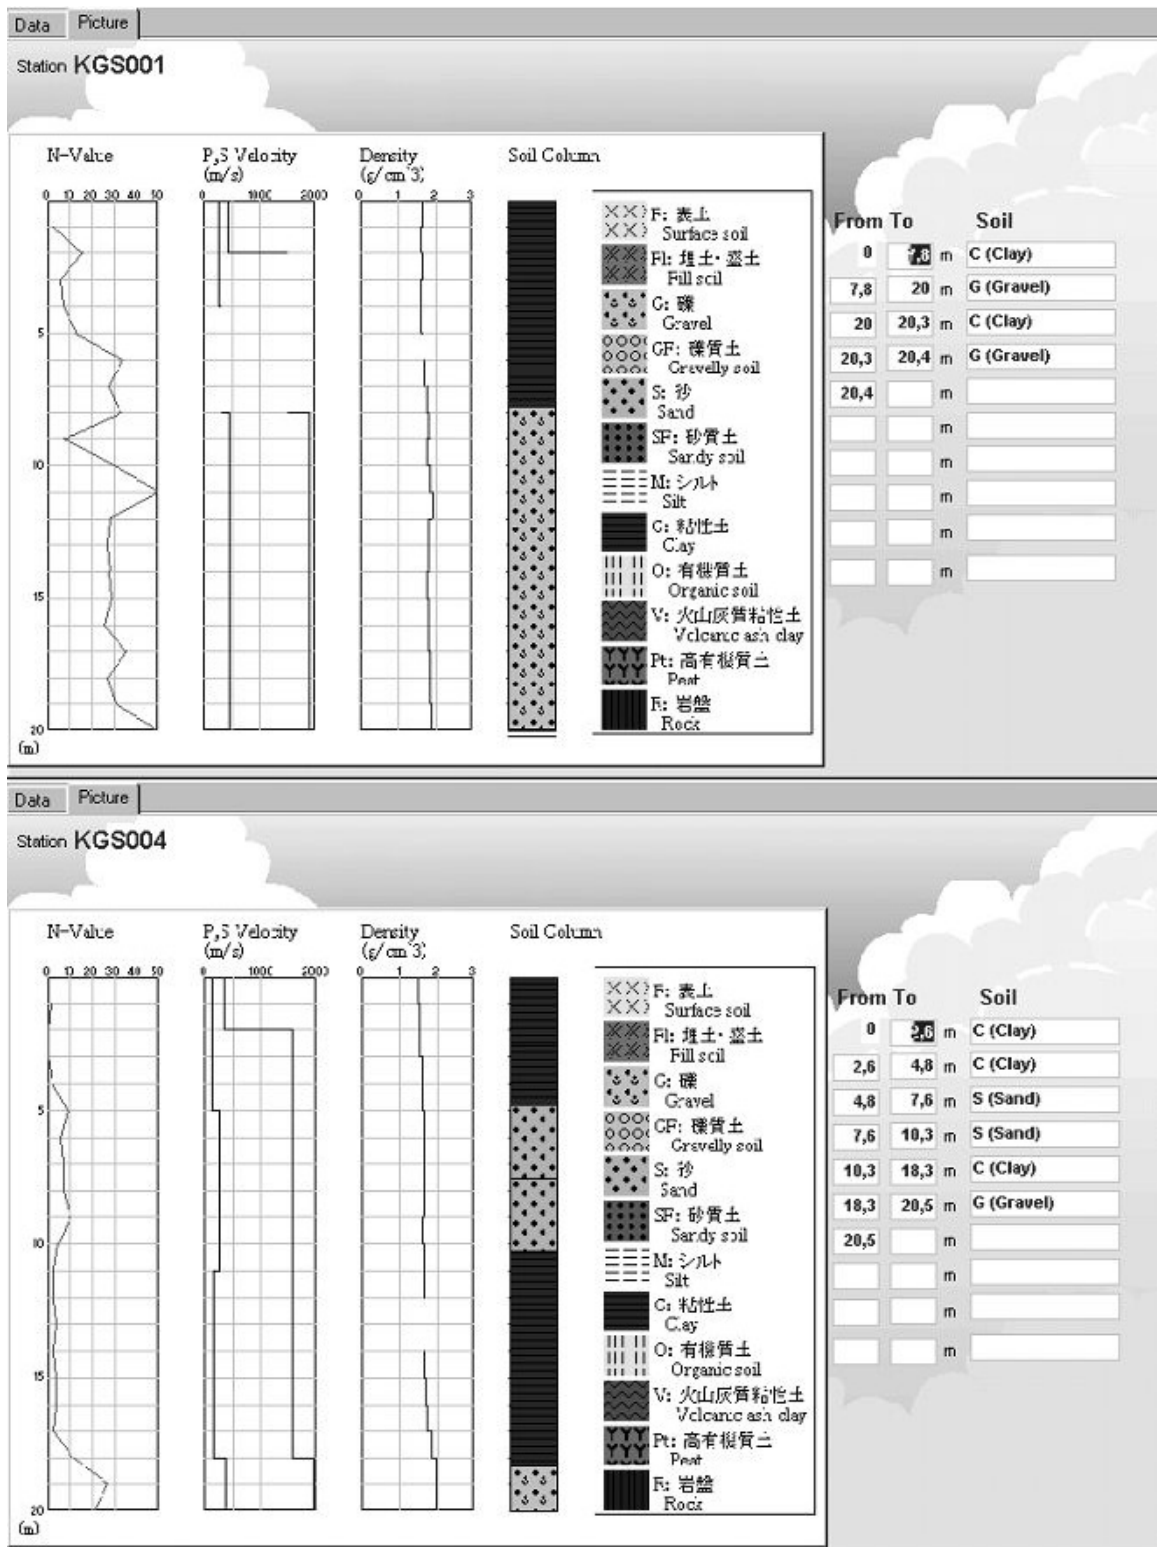 Data Picture
Station KGS001
N-Value P,S Velocity Density Soil Column
(m/s) (g/cm^3)
0 10 20 30 40 50 0 1000 2000 0 1 2 3
5
10
15
20
(m)
表土
Surface soil
Fl: 埋土・盛土
Fill soil
G: 礫
Gravel
GF: 礫質土
Gravelly soil
S: 砂
Sand
SF: 砂質土
Sandy soil
M: シルト
Silt
C: 粘性土
Clay
O: 有機質土
Organic soil
V: 火山灰質粘性土
Volcanic ash clay
Pt: 高有機質土
Peat
R: 岩盤
Rock
From To Soil
0 7,8 m C (Clay)
7,8 20 m G (Gravel)
20 20,3 m C (Clay)
20,3 20,4 m G (Gravel)
20,4 m
m
m
m
m
m
Data Picture
Station KGS004
N-Value P,S Velocity Density Soil Column
(m/s) (g/cm^3)
0 10 20 30 40 50 0 1000 2000 0 1 2 3
5
10
15
20
(m)
表土
Surface soil
Fl: 埋土・盛土
Fill soil
G: 礫
Gravel
GF: 礫質土
Gravelly soil
S: 砂
Sand
SF: 砂質土
Sandy soil
M: シルト
Silt
C: 粘性土
Clay
O: 有機質土
Organic soil
V: 火山灰質粘性土
Volcanic ash clay
Pt: 高有機質土
Peat
R: 岩盤
Rock
From To Soil
0 2,6 m C (Clay)
2,6 4,8 m C (Clay)
4,8 7,6 m S (Sand)
7,6 10,3 m S (Sand)
10,3 18,3 m C (Clay)
18,3 20,5 m G (Gravel)
20,5 m
m
m
m